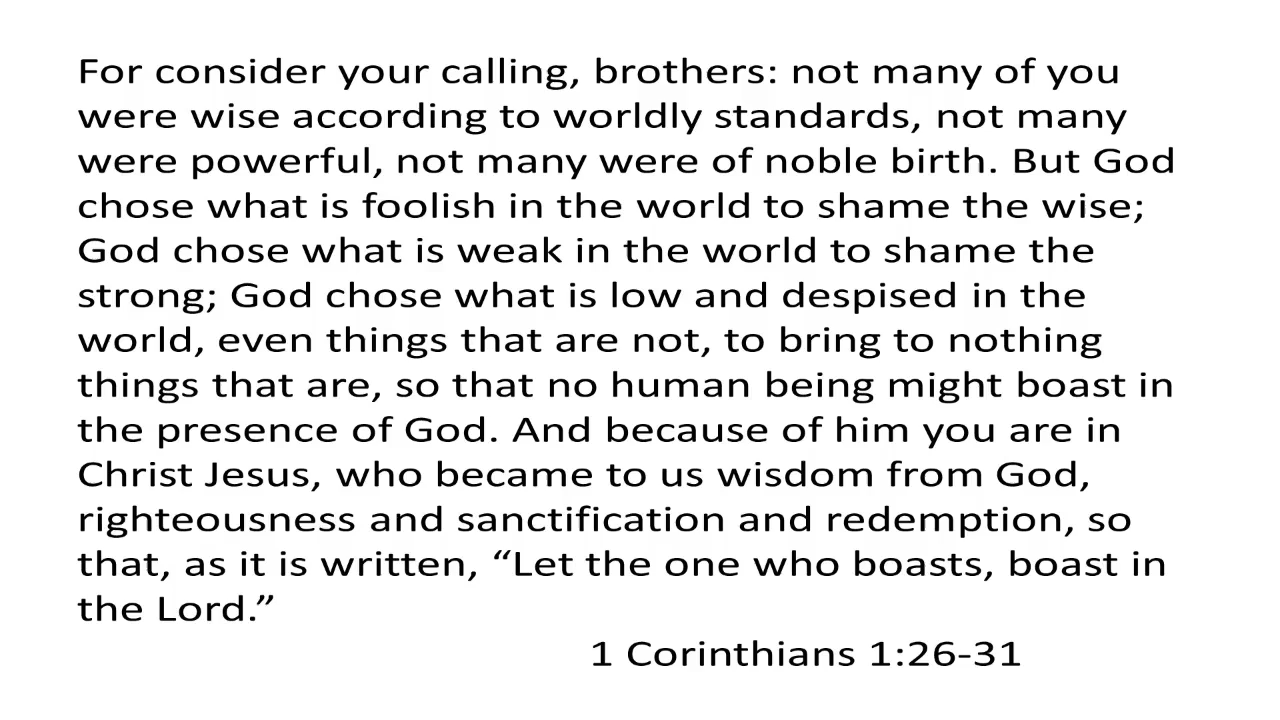 For consider your calling, brothers: not many of you
were wise according to worldly standards, not many
were powerful, not many were of noble birth. But God
chose what is foolish in the world to shame the wise;
God chose what is weak in the world to shame the
strong; God chose what is low and despised in the
world, even things that are not, to bring to nothing
things that are, so that no human being might boast in
the presence of God. And because of him you are in
Christ Jesus, who became to us wisdom from God,
righteousness and sanctification and redemption, so
that, as it is written, “Let the one who boasts, boast in
the Lord.”
1 Corinthians 1:26-31